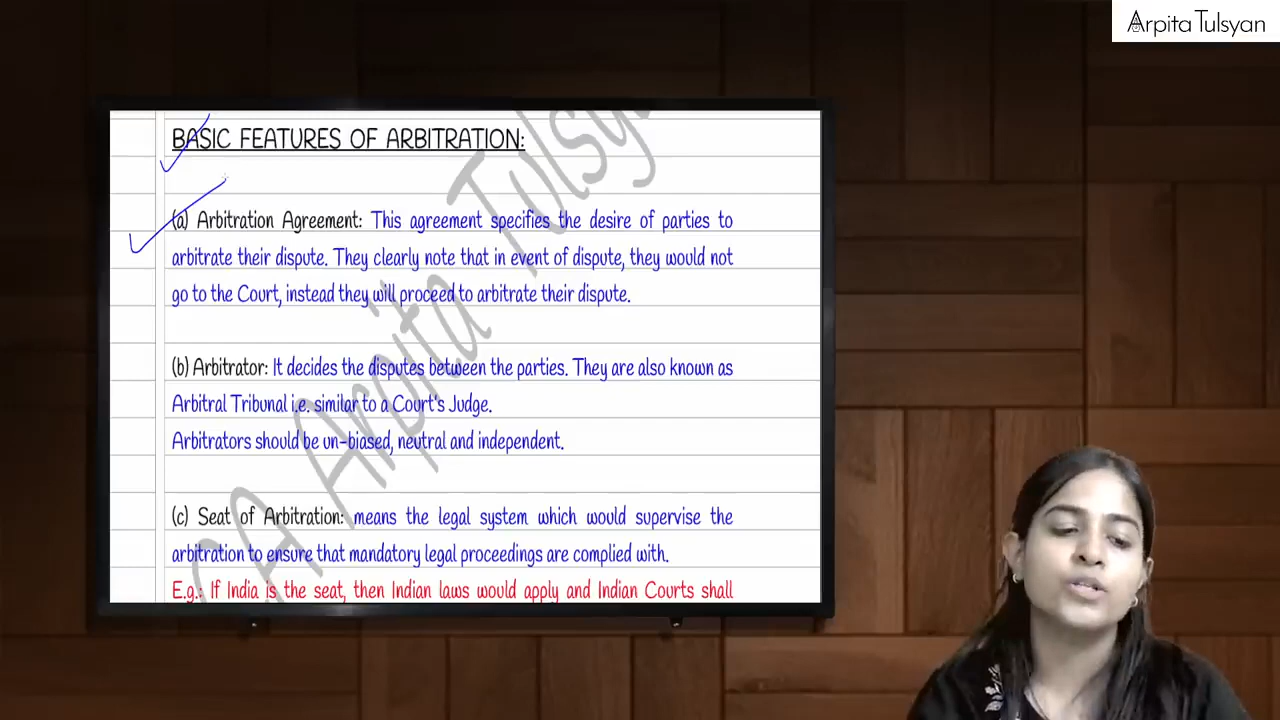 Arpita Tulsyan
BASIC FEATURES OF ARBITRATION:
(a) Arbitration Agreement: This agreement specifies the desire of parties to
arbitrate their dispute. They clearly note that in event of dispute, they would not
go to the Court, instead they will proceed to arbitrate their dispute.
(b) Arbitrator: It decides the disputes between the parties. They are also known as
Arbitral Tribunal i.e. similar to a Court's Judge.
Arbitrators should be un-biased, neutral and independent.
(c) Seat of Arbitration: means the legal system which would supervise the
arbitration to ensure that mandatory legal proceedings are complied with.
E.g.: If India is the seat, then Indian laws would apply and Indian Courts shall
CA Arpita Tulsy